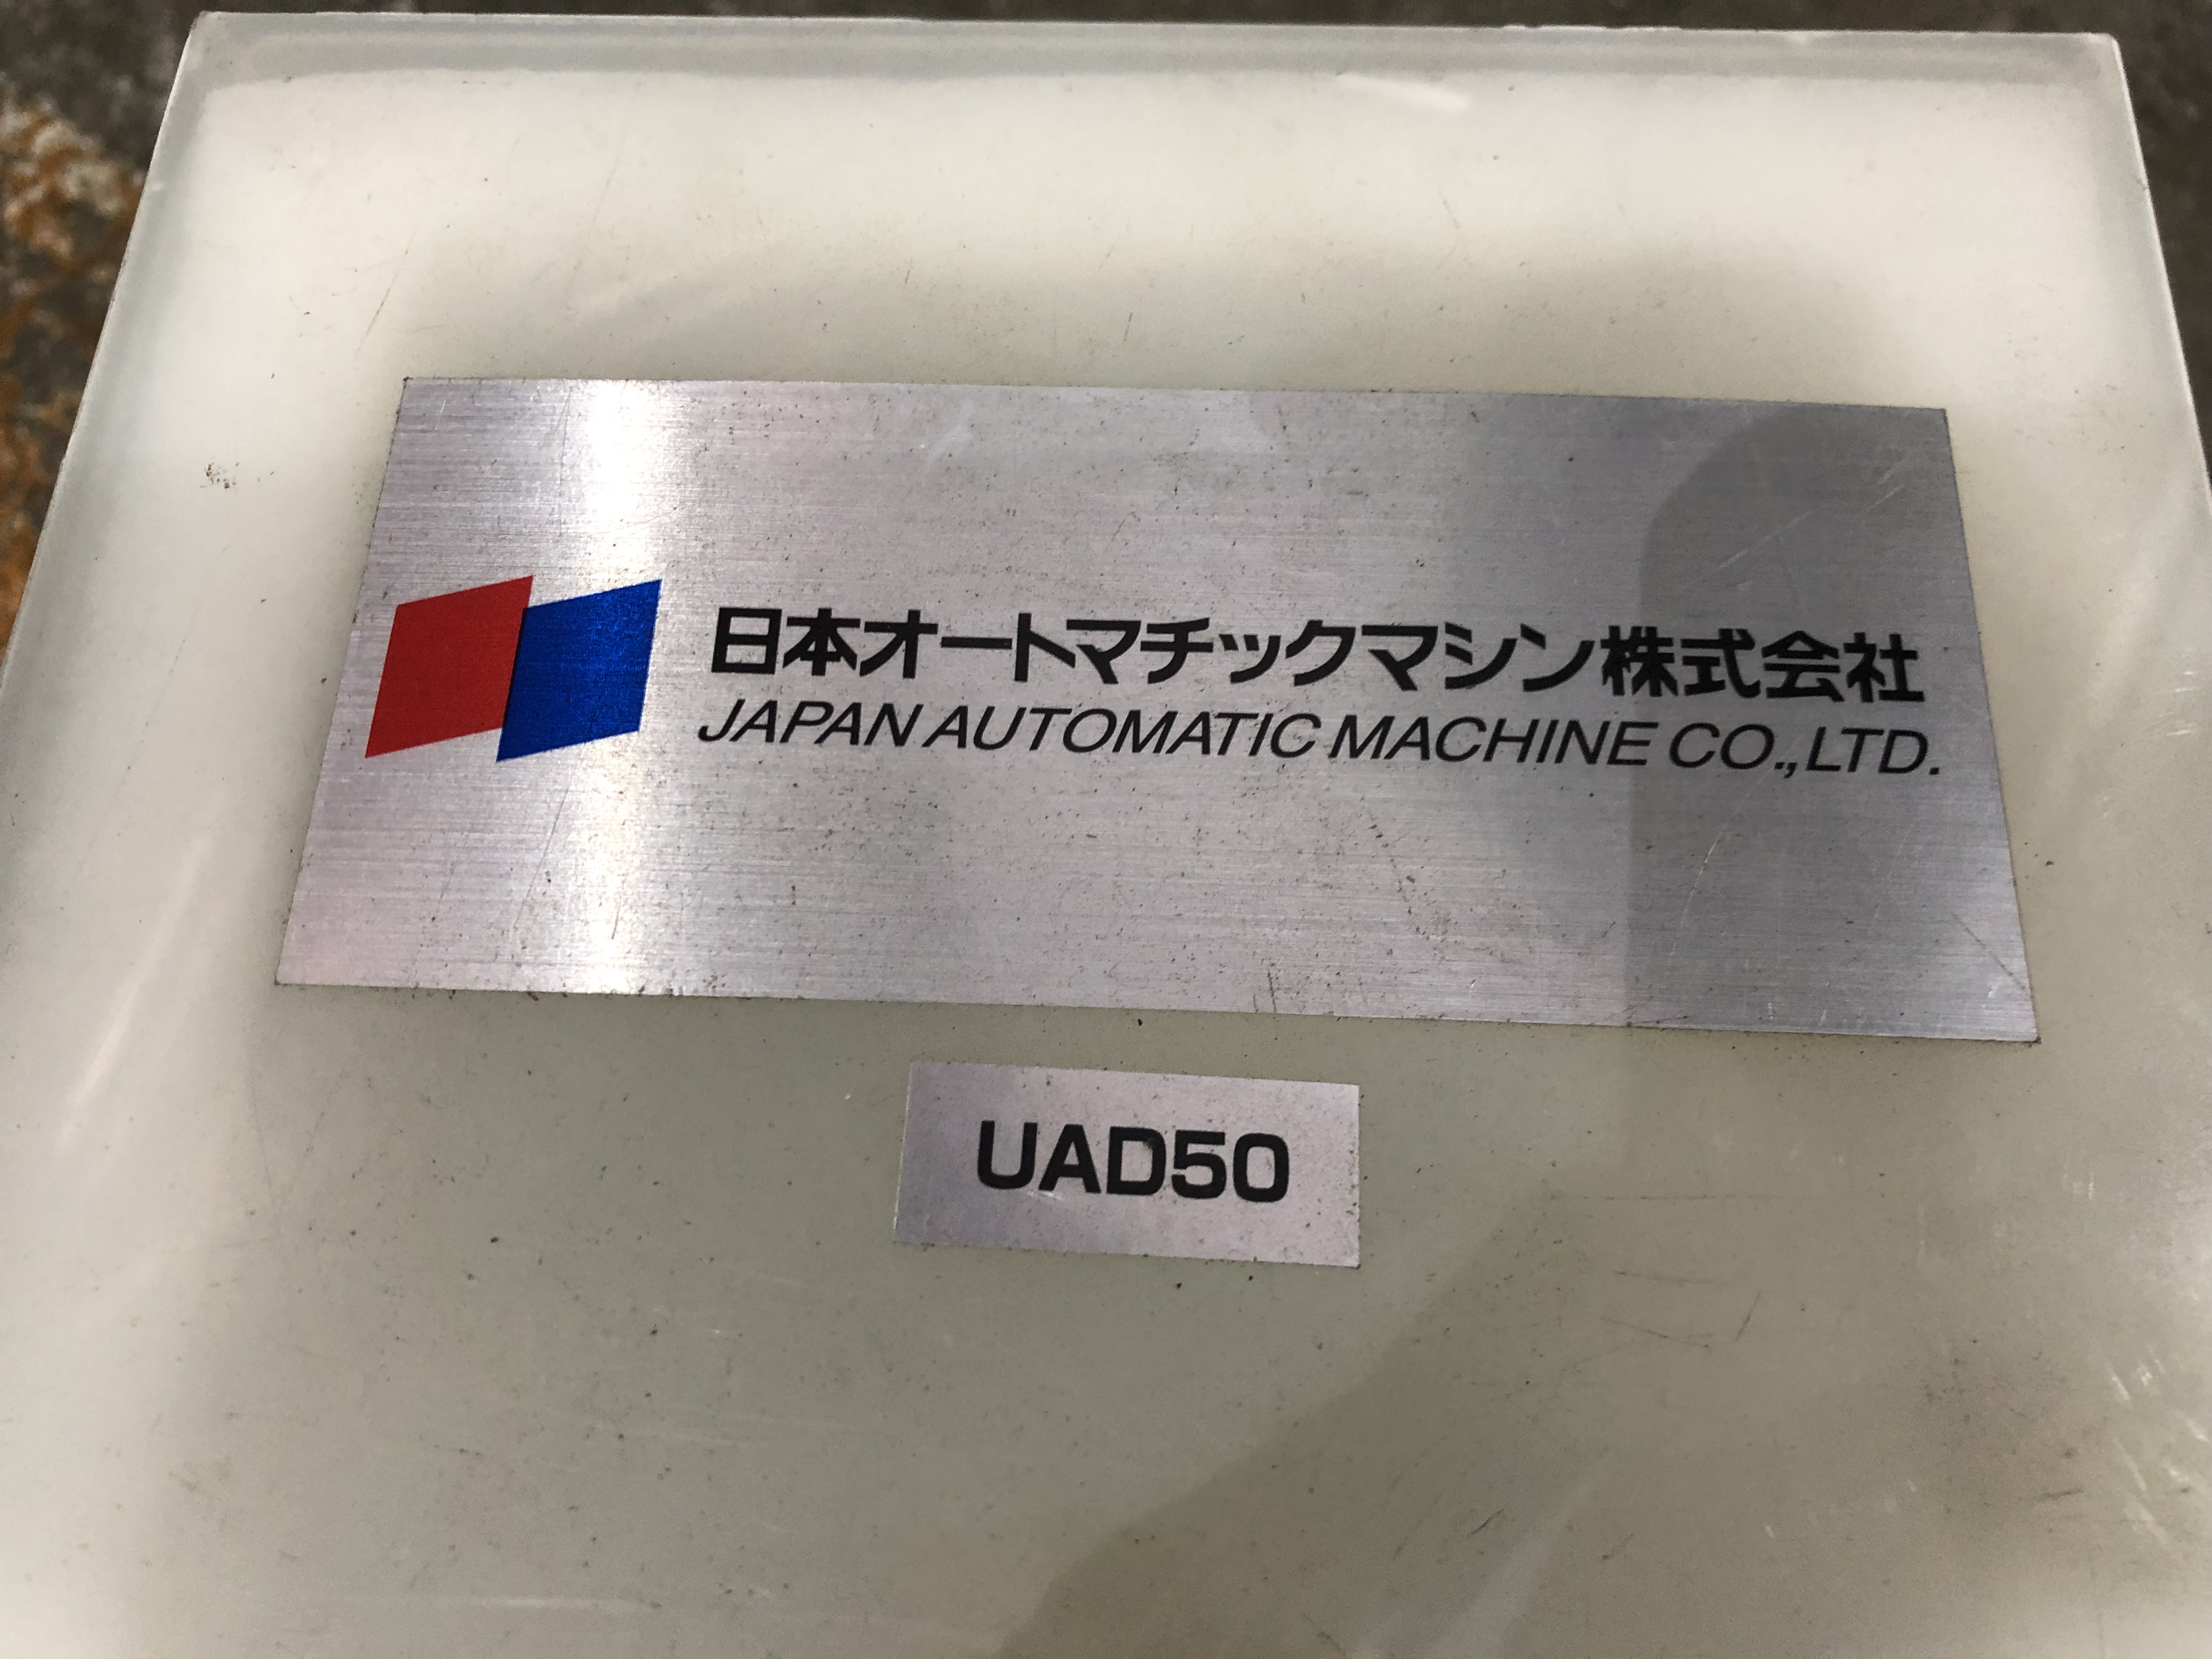 日本オートマチックマシン株式会社
JAPAN AUTOMATIC MACHINE CO.,LTD.
UAD50